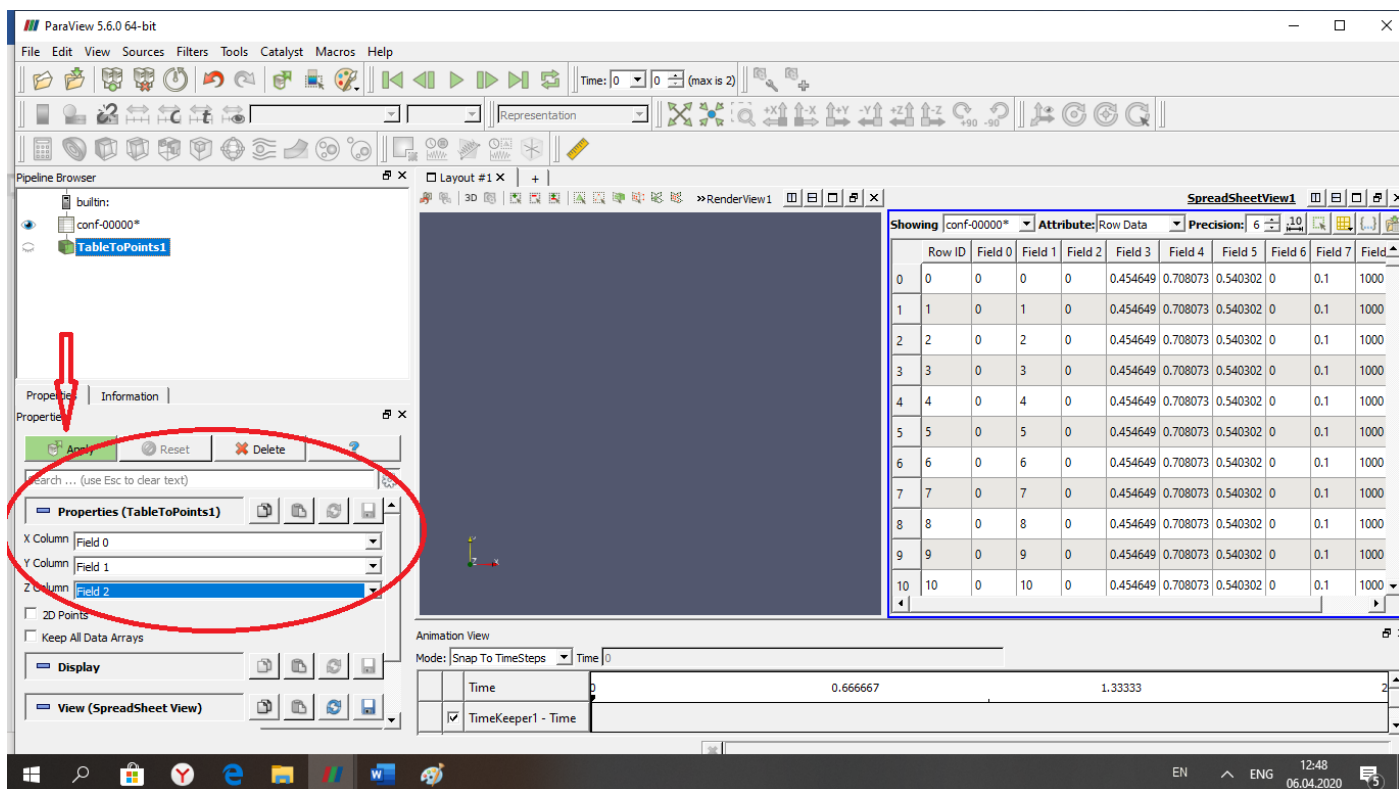 ParaView 5.6.0 64-bit
File Edit View Sources Filters Tools Catalyst Macros Help
Time: 0 0 (max is 2)
Representation
+X -X +Y -Y +Z -Z +90 -90
Pipeline Browser
builtin:
conf-00000*
TableToPoints1
Layout #1 X +
3D »RenderView1
SpreadSheetView1
Showing conf-00000* Attribute: Row Data Precision: 6 10 {...}
Row ID Field 0 Field 1 Field 2 Field 3 Field 4 Field 5 Field 6 Field 7 Field
0 0 0 0 0 0.454649 0.708073 0.540302 0 0.1 1000
1 1 0 1 0 0.454649 0.708073 0.540302 0 0.1 1000
2 2 0 2 0 0.454649 0.708073 0.540302 0 0.1 1000
3 3 0 3 0 0.454649 0.708073 0.540302 0 0.1 1000
4 4 0 4 0 0.454649 0.708073 0.540302 0 0.1 1000
5 5 0 5 0 0.454649 0.708073 0.540302 0 0.1 1000
6 6 0 6 0 0.454649 0.708073 0.540302 0 0.1 1000
7 7 0 7 0 0.454649 0.708073 0.540302 0 0.1 1000
8 8 0 8 0 0.454649 0.708073 0.540302 0 0.1 1000
9 9 0 9 0 0.454649 0.708073 0.540302 0 0.1 1000
10 10 0 10 0 0.454649 0.708073 0.540302 0 0.1 1000
Properties Information
Properties
Apply Reset Delete ?
Search ... (use Esc to clear text)
Properties (TableToPoints1)
X Column Field 0
Y Column Field 1
Z Column Field 2
2D Points
Keep All Data Arrays
Display
View (SpreadSheet View)
Y
Z X
Animation View
Mode: Snap To TimeSteps Time 0
Time 0 0.666667 1.33333 2
TimeKeeper1 - Time
EN ENG 12:48
06.04.2020 5